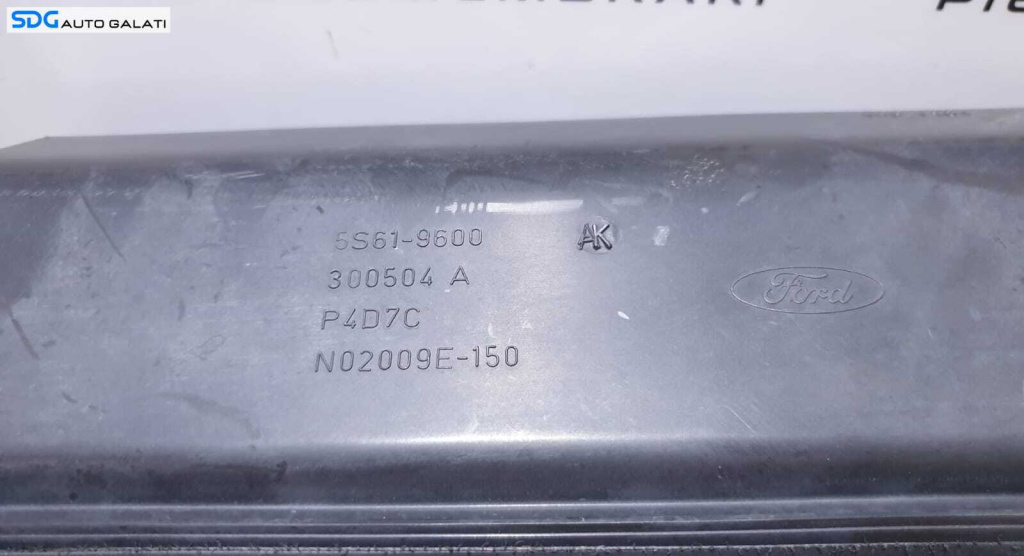 SDG AUTO GALATI
5S61-9600 AK
300504 A
P4D7C
N02009E-150
Ford